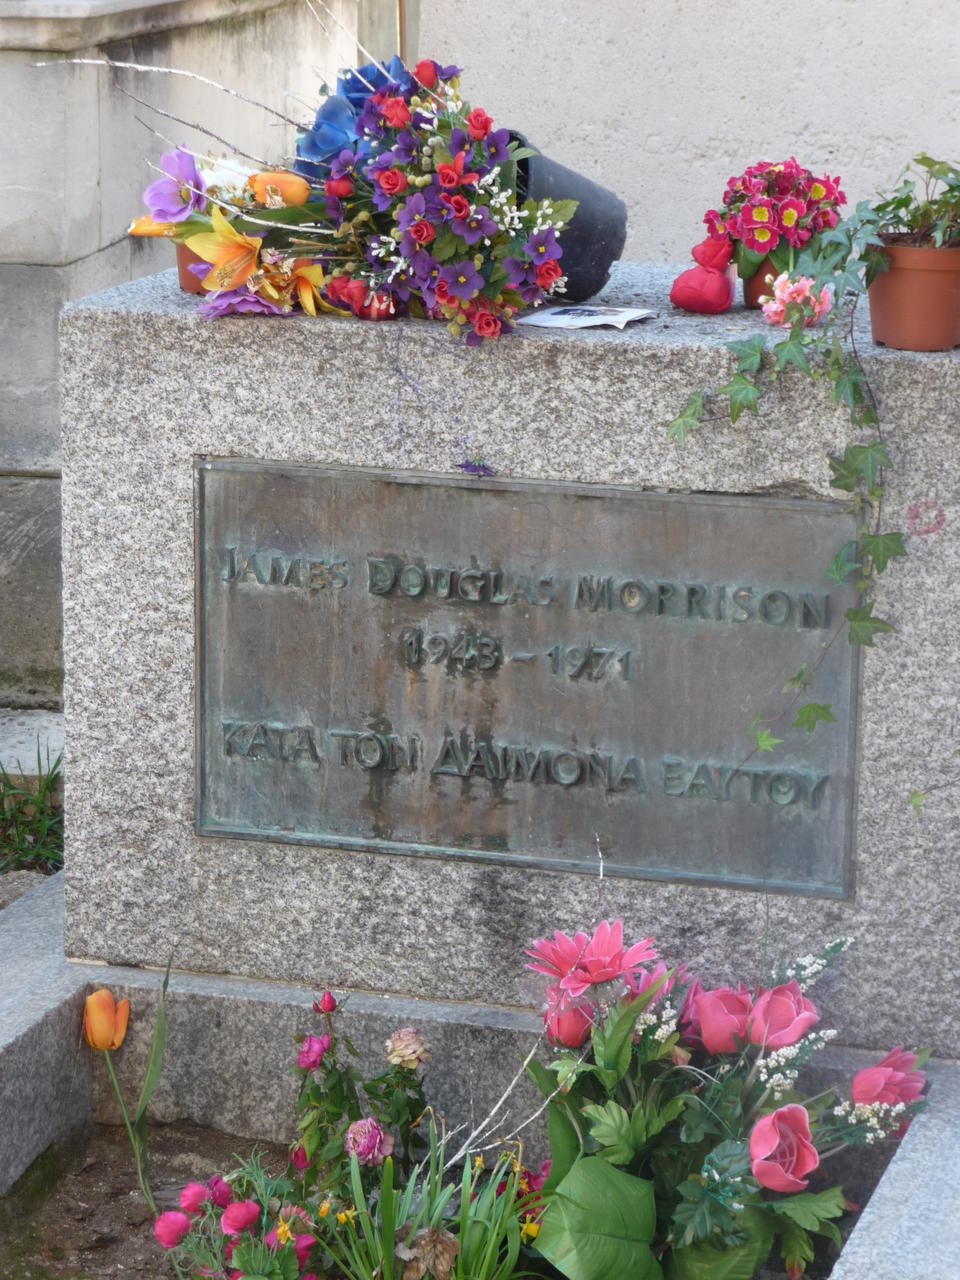 JAMES DOUGLAS MORRISON
1943 - 1971
ΚΑΤΑ ΤΟΝ ΔΑΙΜΟΝΑ ΕΑΥΤΟΥ